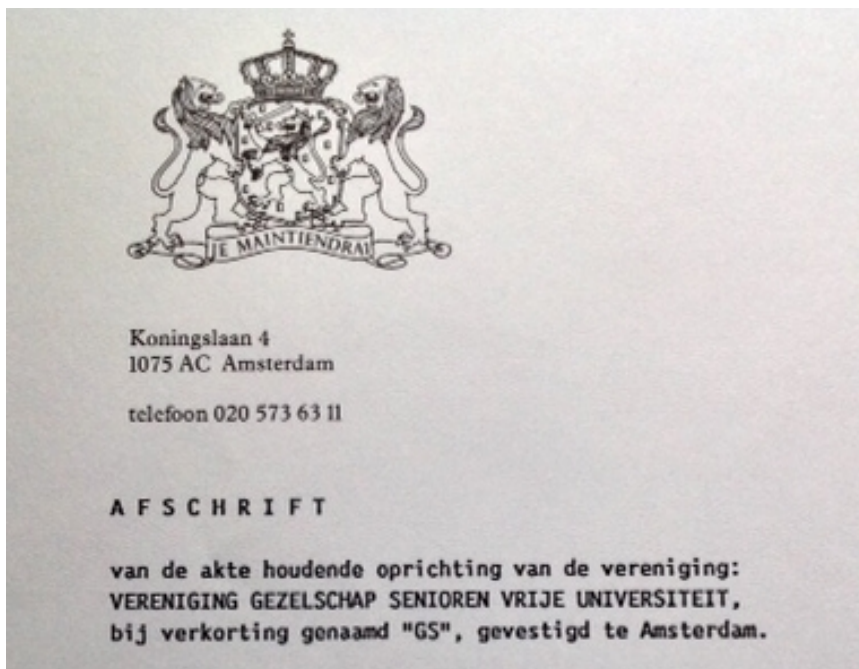 JE MAINTIENDRAI
Koningslaan 4
1075 AC Amsterdam
telefoon 020 573 63 11
A F S C H R I F T
van de akte houdende oprichting van de vereniging:
VERENIGING GEZELSCHAP SENIOREN VRIJE UNIVERSITEIT,
bij verkorting genaamd "GS", gevestigd te Amsterdam.